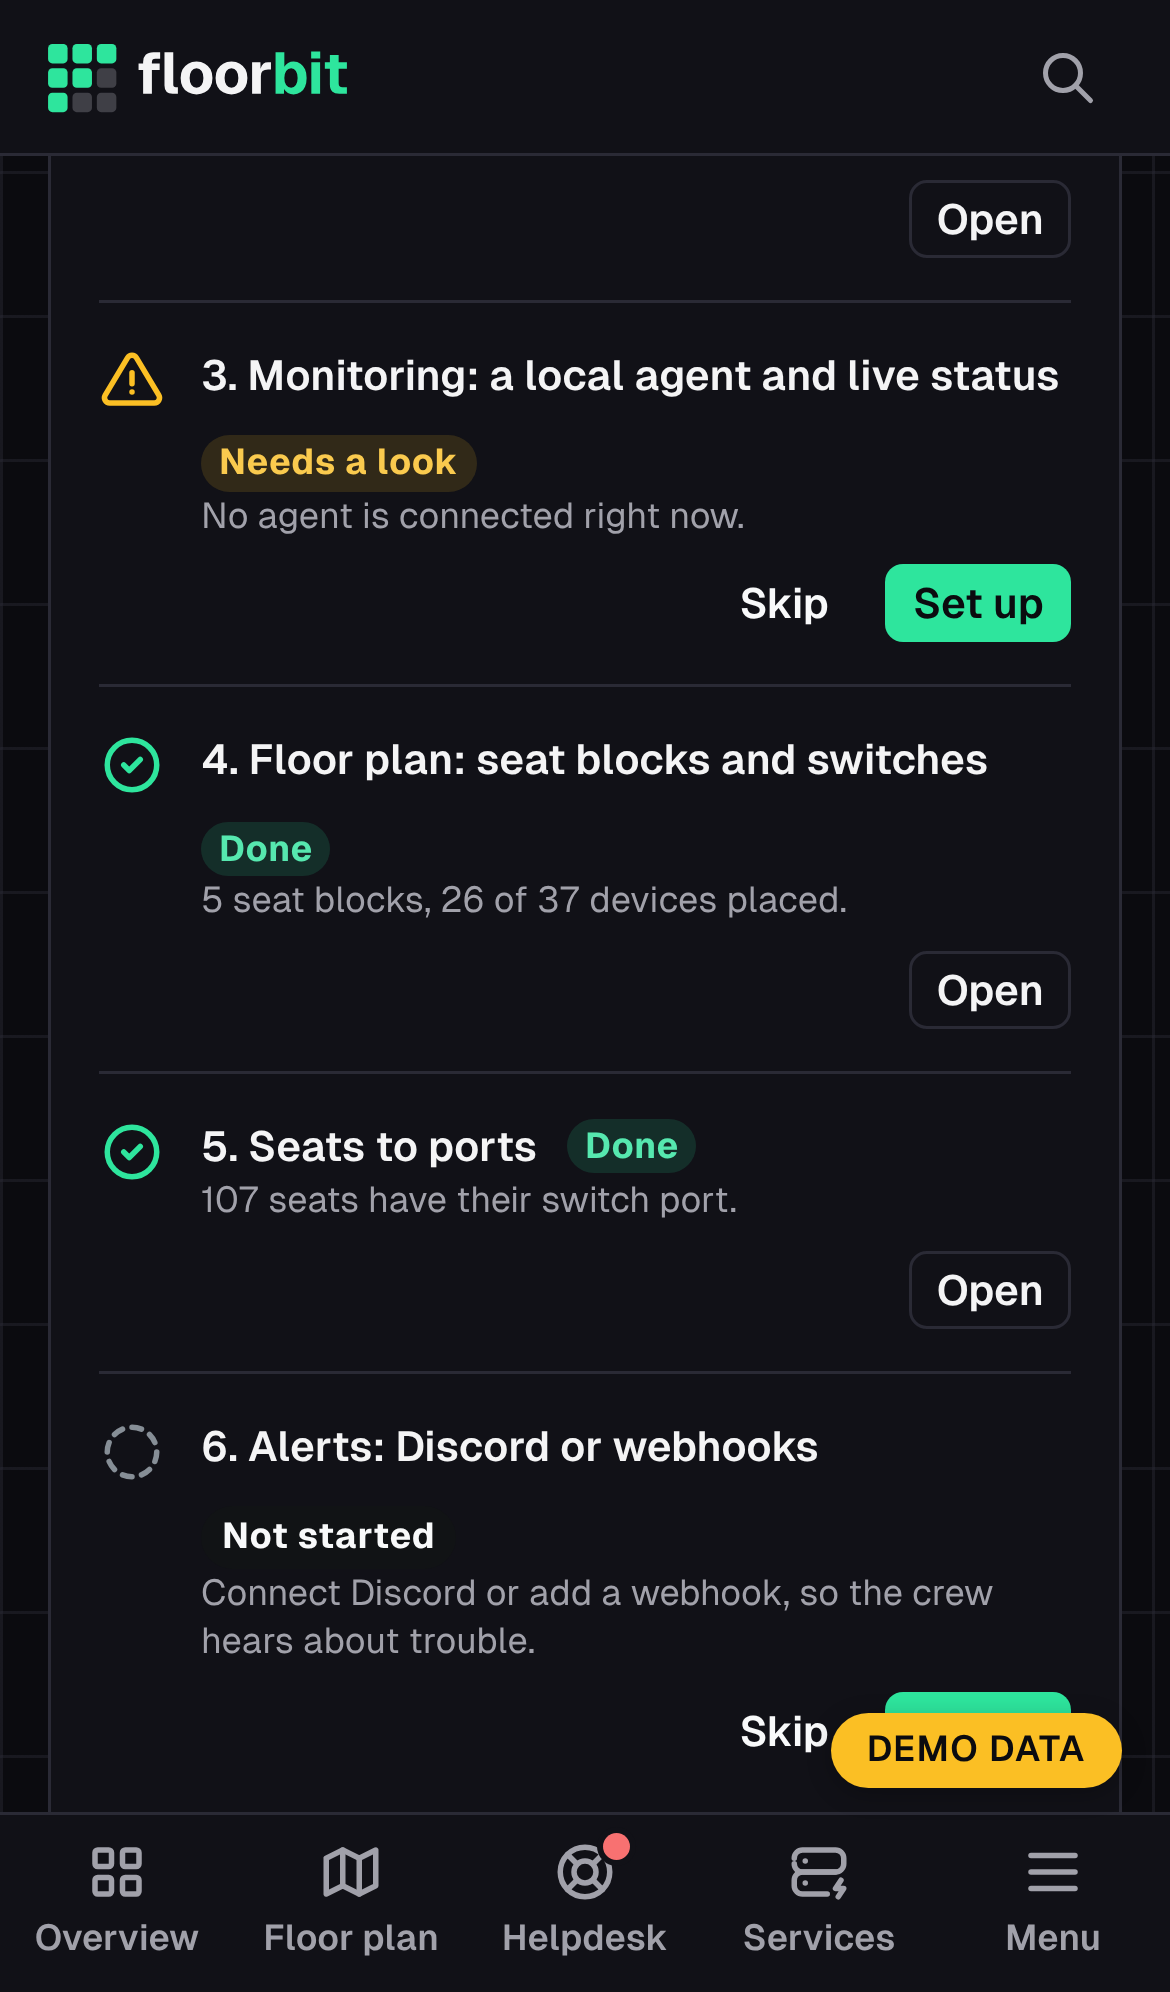 floorbit
Open
3. Monitoring: a local agent and live status
Needs a look
No agent is connected right now.
Skip
Set up
4. Floor plan: seat blocks and switches
Done
5 seat blocks, 26 of 37 devices placed.
Open
5. Seats to ports
Done
107 seats have their switch port.
Open
6. Alerts: Discord or webhooks
Not started
Connect Discord or add a webhook, so the crew
hears about trouble.
Skip
DEMO DATA
Overview
Floor plan
Helpdesk
Services
Menu